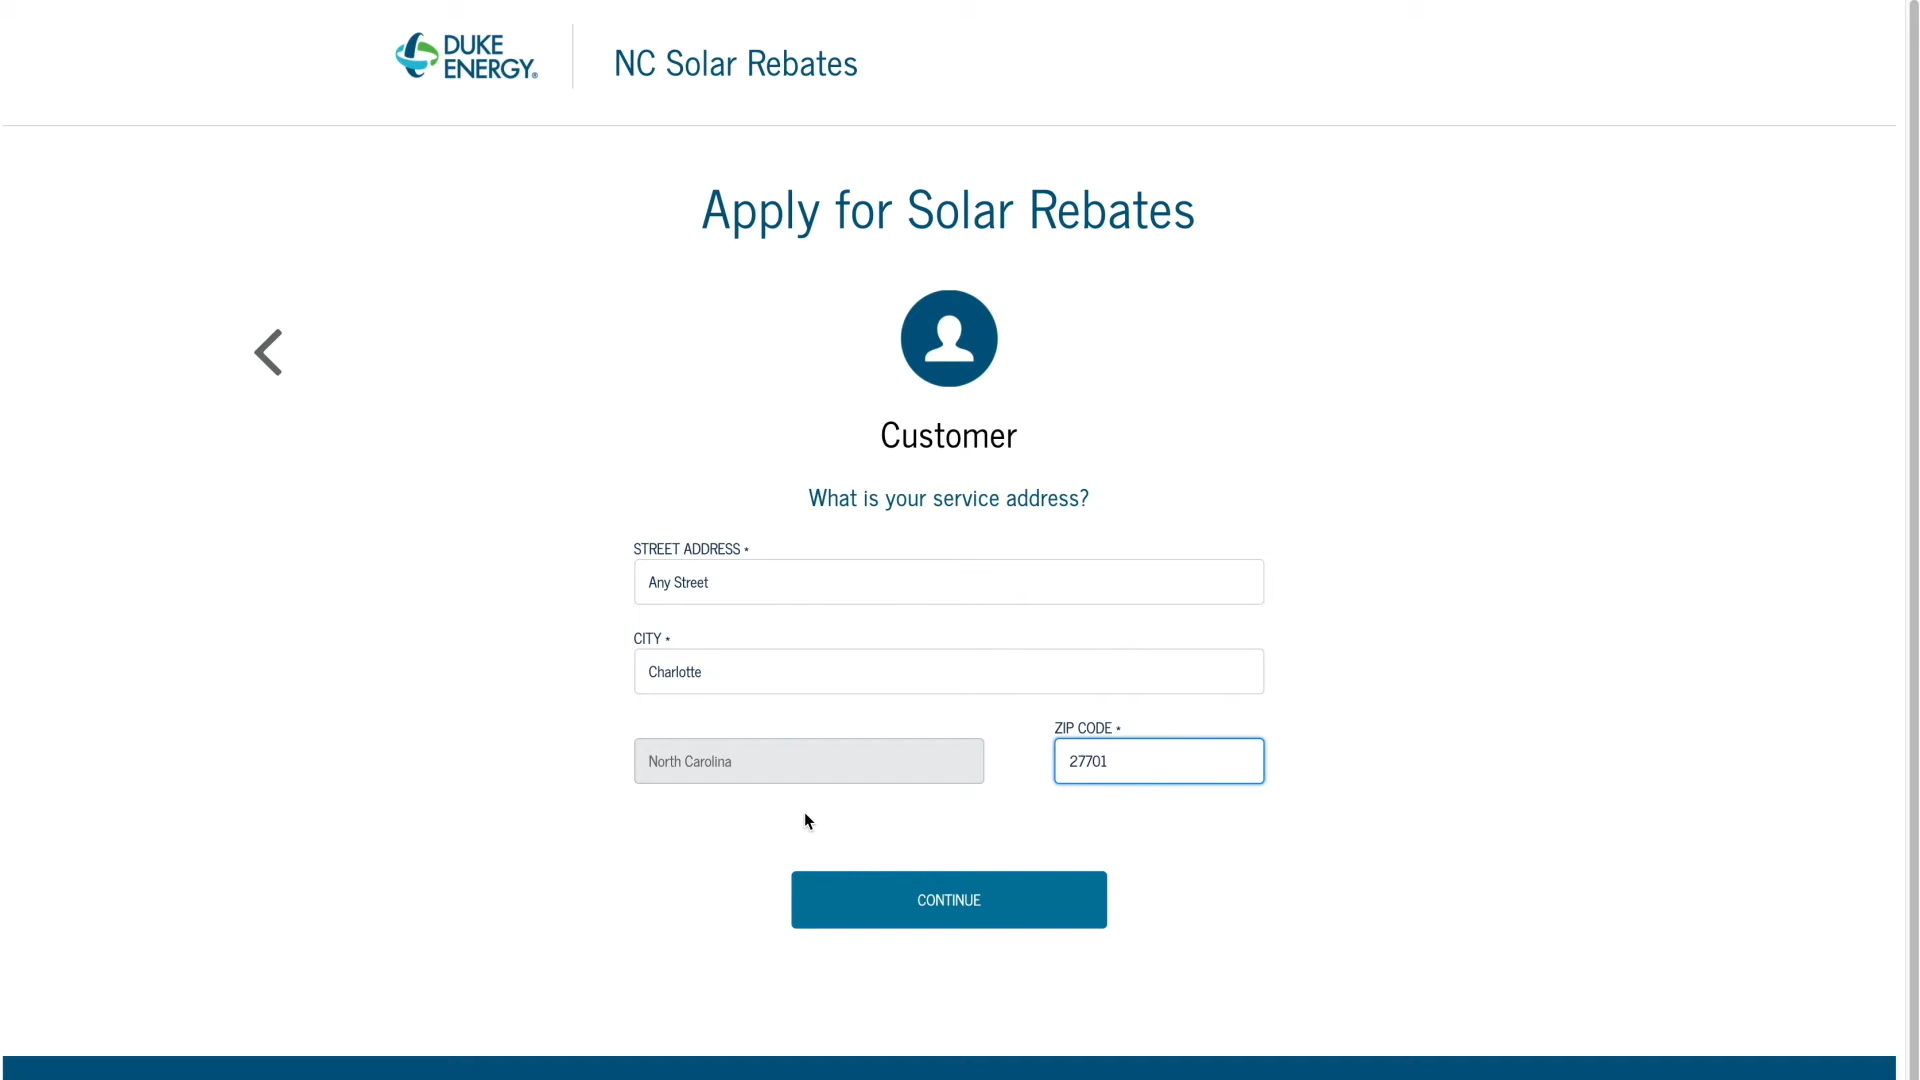 DUKE
ENERGY®
NC Solar Rebates
Apply for Solar Rebates
Customer
What is your service address?
STREET ADDRESS *
Any Street
CITY *
Charlotte
ZIP CODE *
North Carolina
27701
CONTINUE